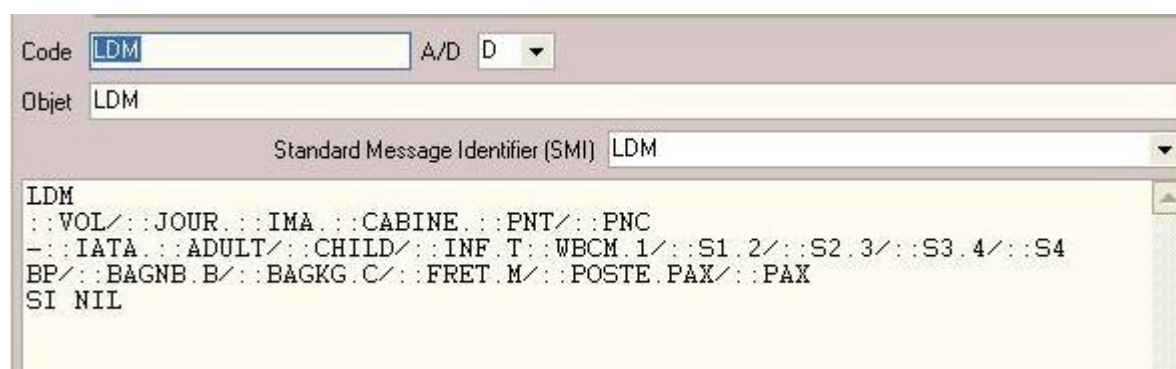 Code LDM A/D D
Objet LDM
Standard Message Identifier (SMI) LDM
LDM
::VOL/::JOUR.::IMA.::CABINE.::PNT/::PNC
-::IATA.::ADULT/::CHILD/::INF.T::WBCM.1/::S1.2/::S2.3/::S3.4/::S4
BP/::BAGNB.B/::BAGKG.C/::FRET.M/::POSTE.PAX/::PAX
SI NIL